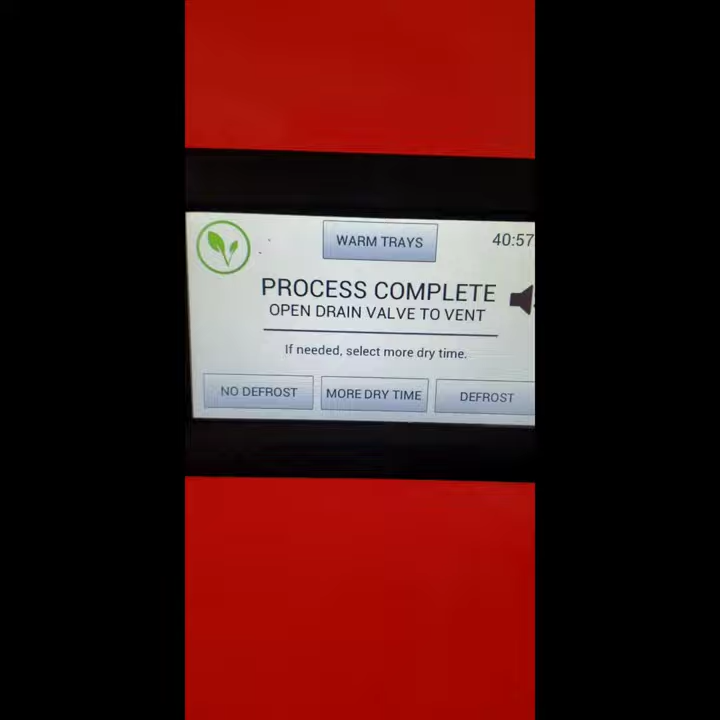 WARM TRAYS
40:57
PROCESS COMPLETE
OPEN DRAIN VALVE TO VENT
If needed, select more dry time.
NO DEFROST
MORE DRY TIME
DEFROST